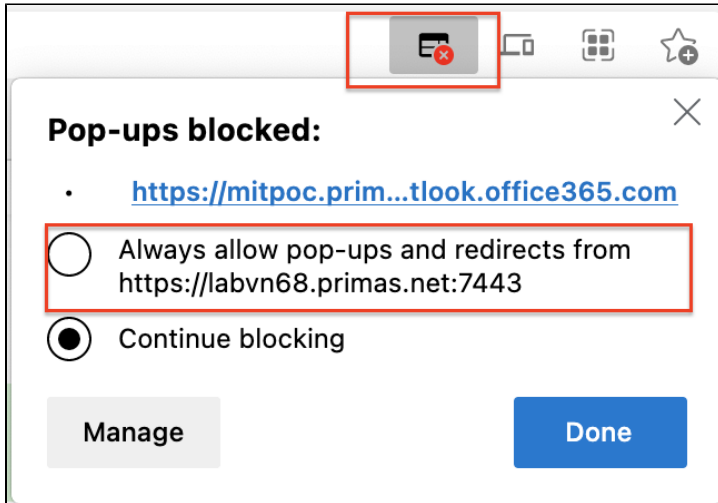 Pop-ups blocked:
· https://mitpoc.prim...tlook.office365.com
Always allow pop-ups and redirects from
https://labvn68.primas.net:7443
Continue blocking
Manage
Done